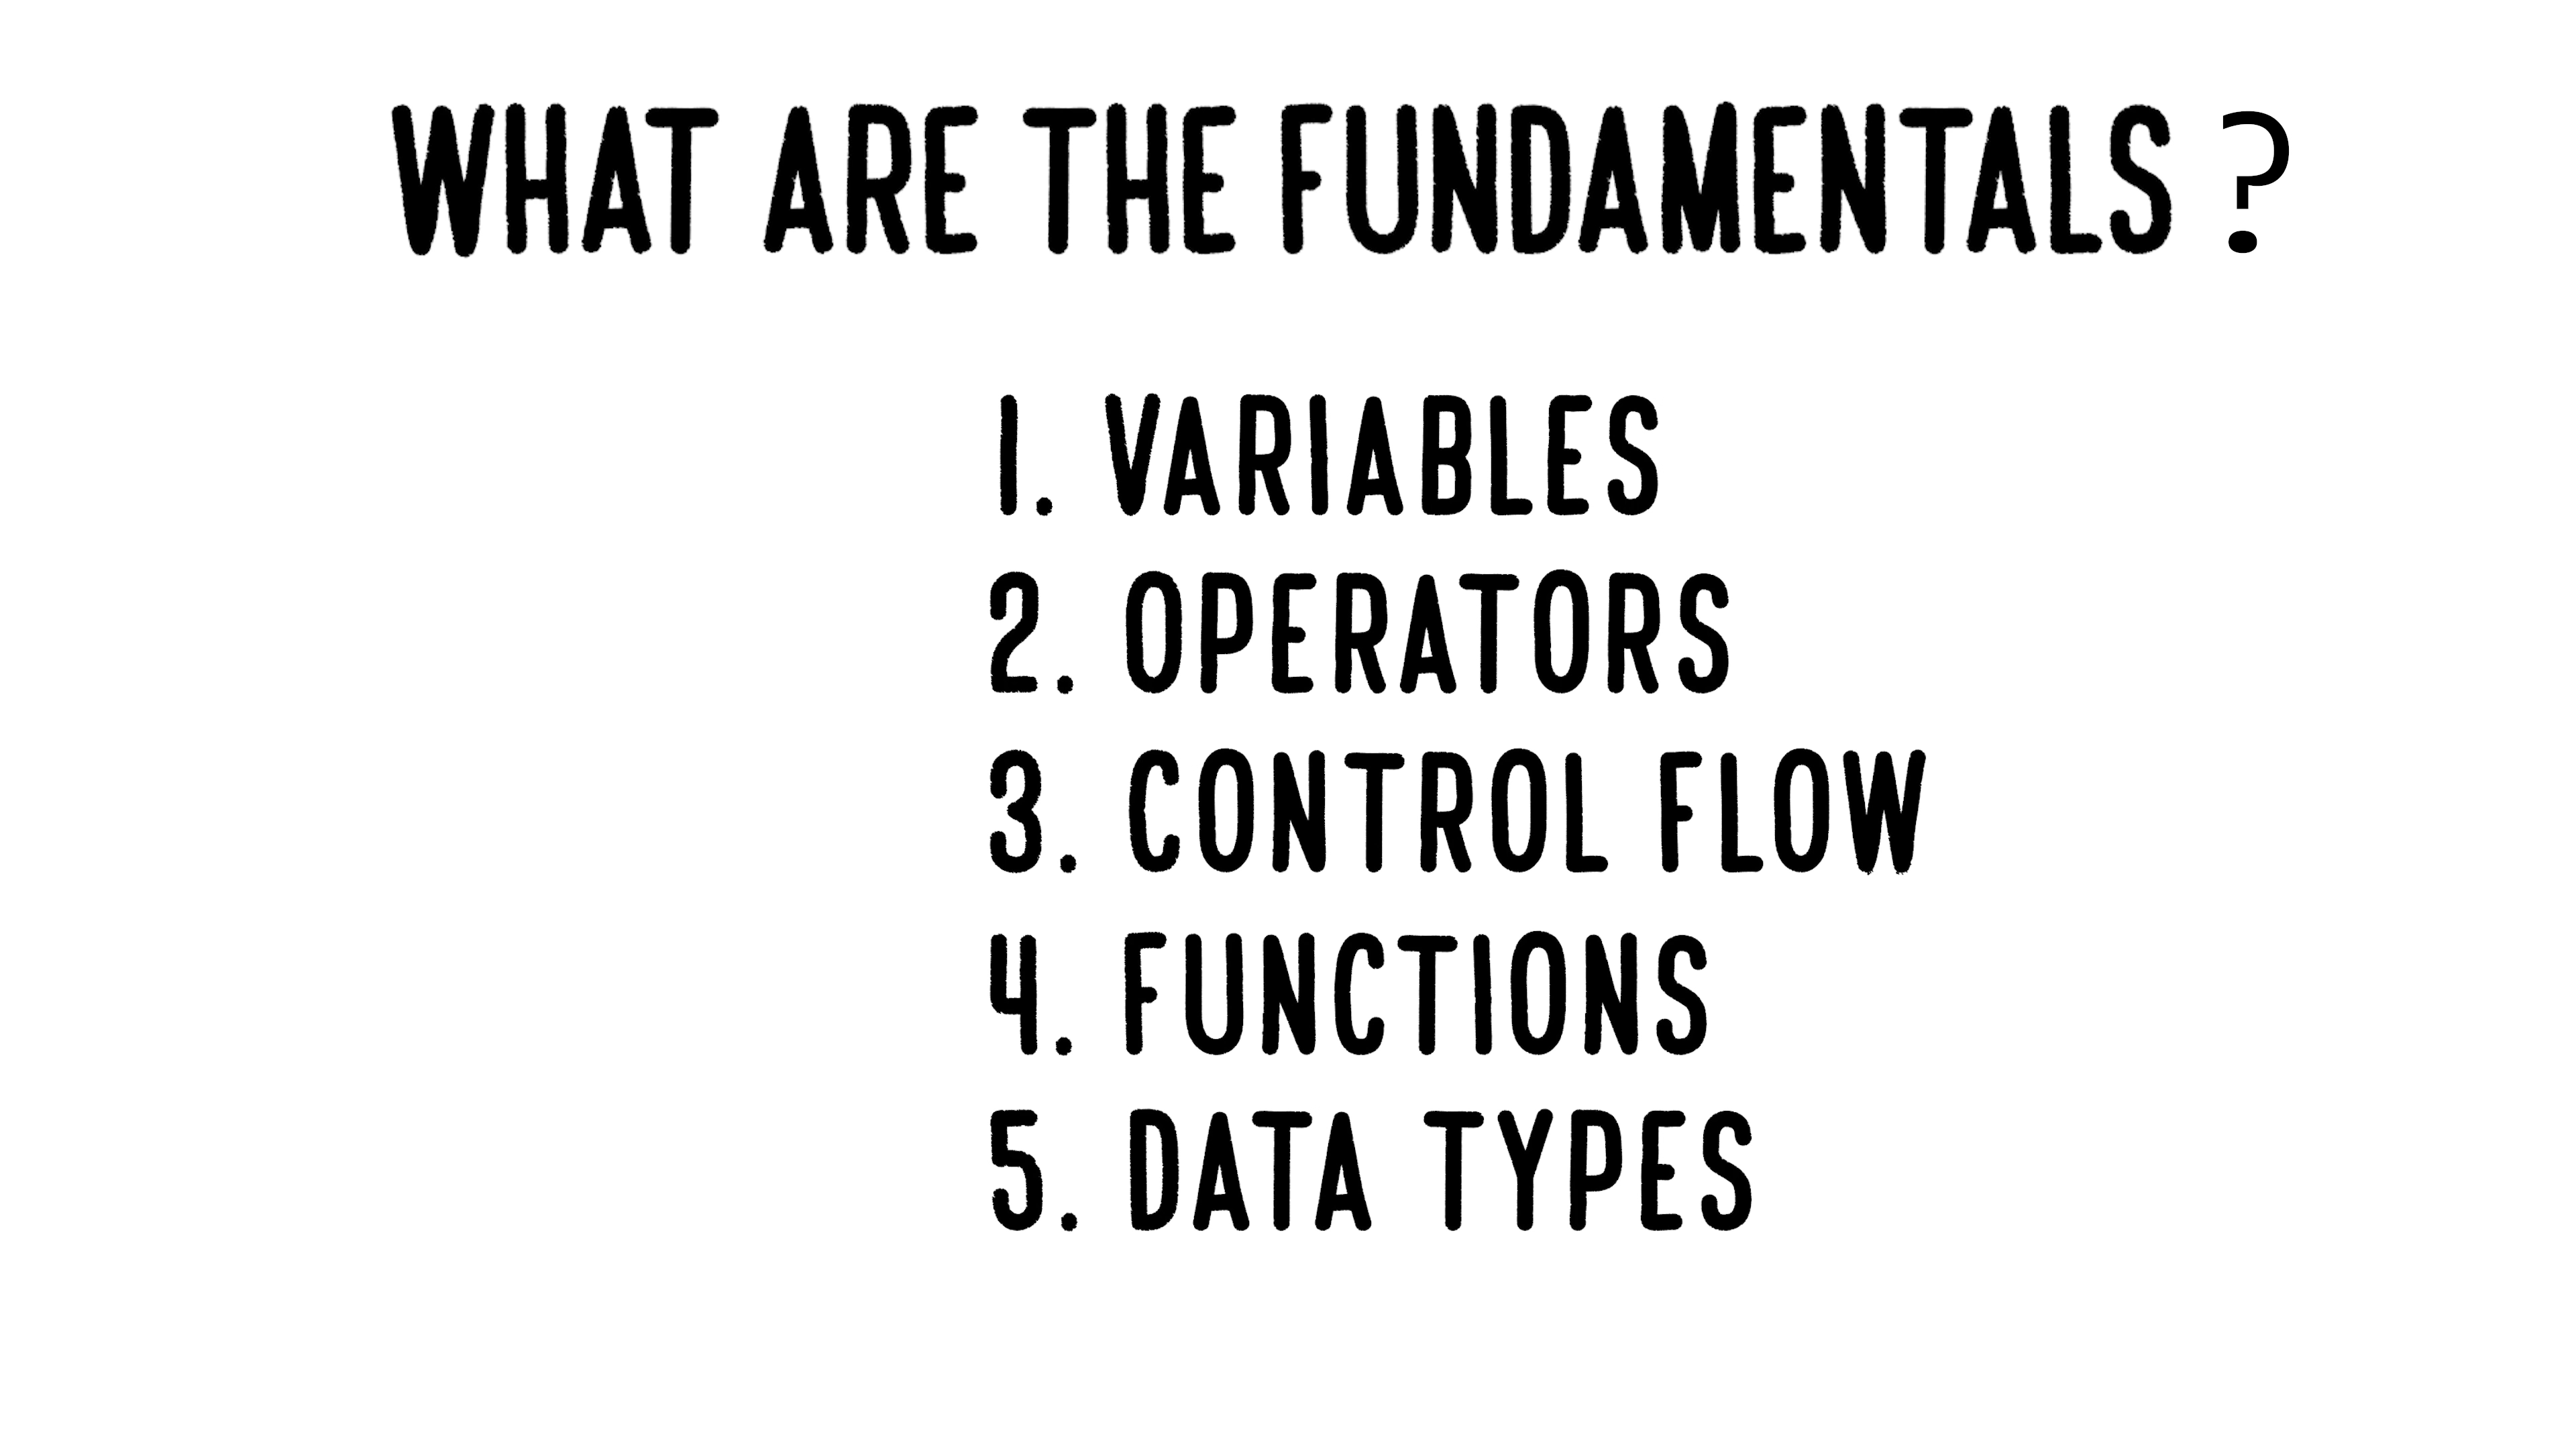 WHAT ARE THE FUNDAMENTALS ?
1. VARIABLES
2. OPERATORS
3. CONTROL FLOW
4. FUNCTIONS
5. DATA TYPES